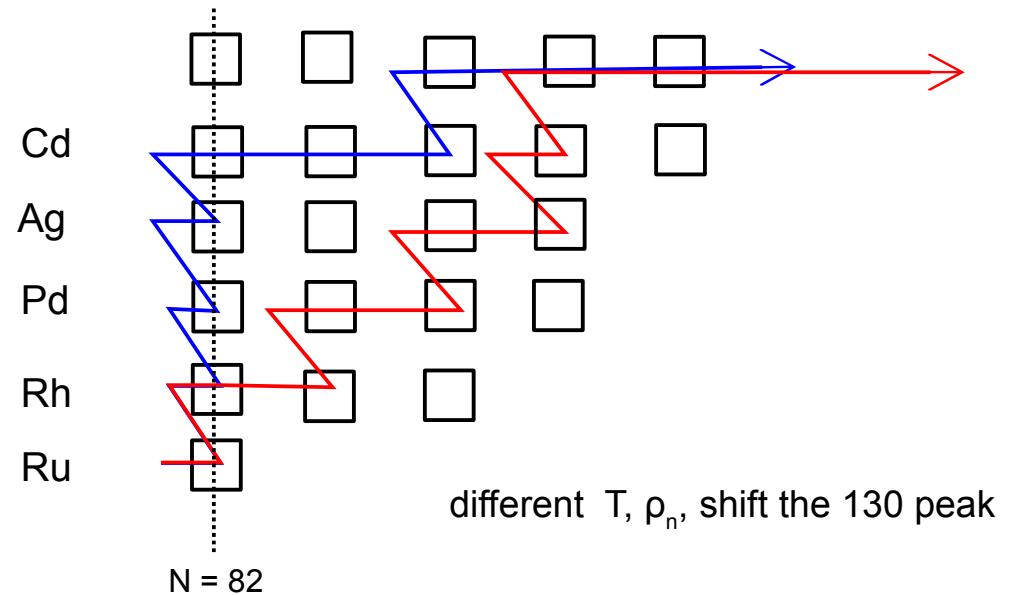 Cd
Ag
Pd
Rh
Ru
different T, ρn, shift the 130 peak
N = 82